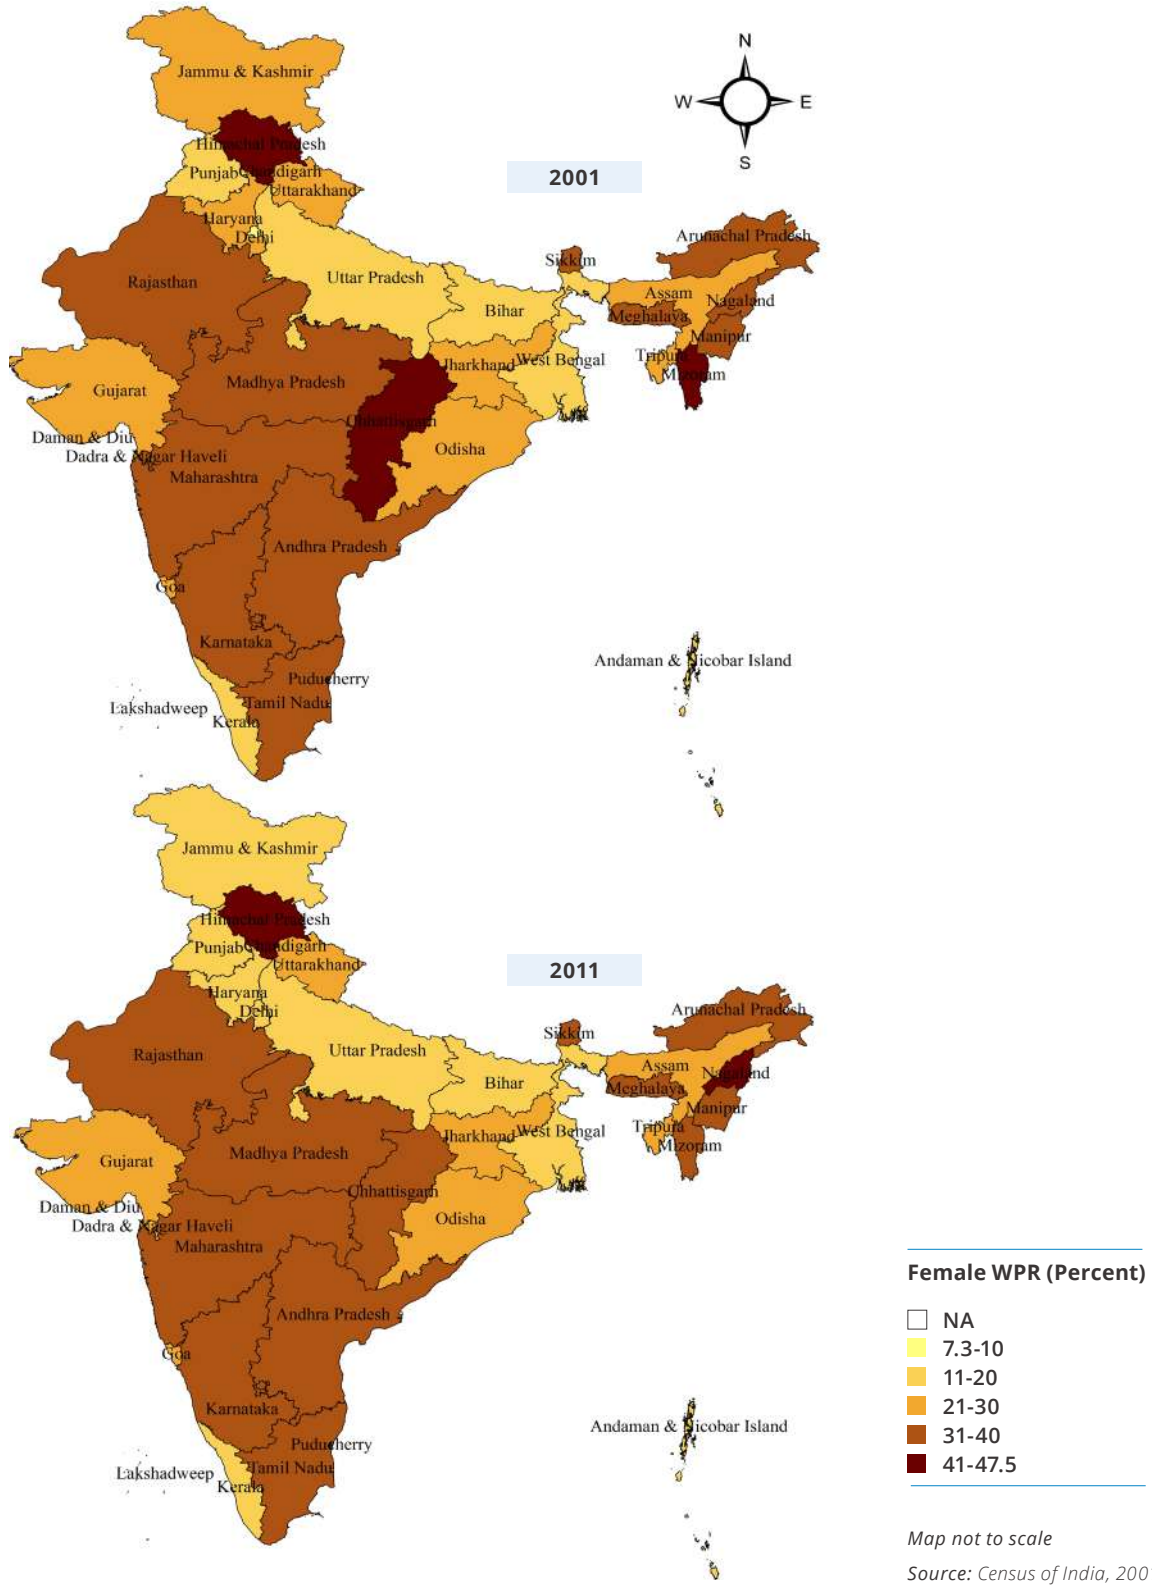 N
W E
S
2001
Jammu & Kashmir
Himachal Pradesh
Punjab Chandigarh
Uttarakhand
Haryana
Delhi
Arunachal Pradesh
Sikkim
Rajasthan
Uttar Pradesh
Assam
Nagaland
Bihar
Meghalaya
Manipur
Jharkhand West Bengal
Tripura
Mizoram
Madhya Pradesh
Gujarat
Chhattisgarh
Daman & Diu
Odisha
Dadra & Nagar Haveli
Maharashtra
Andhra Pradesh
Goa
Karnataka
Andaman & Nicobar Island
Puducherry
Tamil Nadu
Lakshadweep
Kerala
2011
Jammu & Kashmir
Himachal Pradesh
Punjab Chandigarh
Uttarakhand
Haryana
Delhi
Arunachal Pradesh
Sikkim
Rajasthan
Uttar Pradesh
Assam
Nagaland
Bihar
Meghalaya
Manipur
Jharkhand West Bengal
Tripura
Mizoram
Madhya Pradesh
Gujarat
Chhattisgarh
Daman & Diu
Odisha
Dadra & Nagar Haveli
Maharashtra
Andhra Pradesh
Goa
Karnataka
Andaman & Nicobar Island
Puducherry
Tamil Nadu
Lakshadweep
Kerala
Female WPR (Percent)
NA
7.3-10
11-20
21-30
31-40
41-47.5
Map not to scale
Source: Census of India, 200